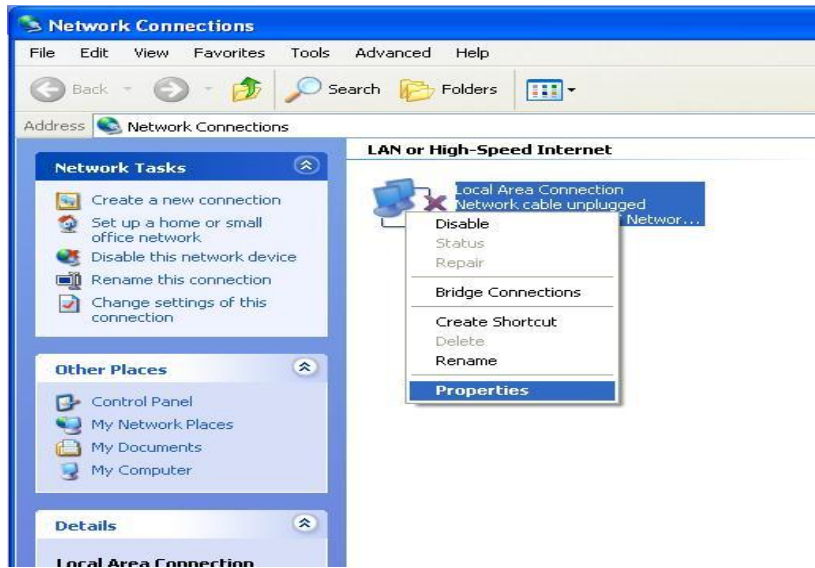 Network Connections
File Edit View Favorites Tools Advanced Help
Back Search Folders
Address Network Connections
Network Tasks
Create a new connection
Set up a home or small
office network
Disable this network device
Rename this connection
Change settings of this
connection
Other Places
Control Panel
My Network Places
My Documents
My Computer
Details
Local Area Connection
LAN or High-Speed Internet
Local Area Connection
Network cable unplugged
Networ...
Disable
Status
Repair
Bridge Connections
Create Shortcut
Delete
Rename
Properties